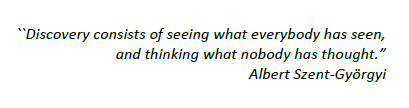 ``Discovery consists of seeing what everybody has seen,
and thinking what nobody has thought.”
Albert Szent-Györgyi